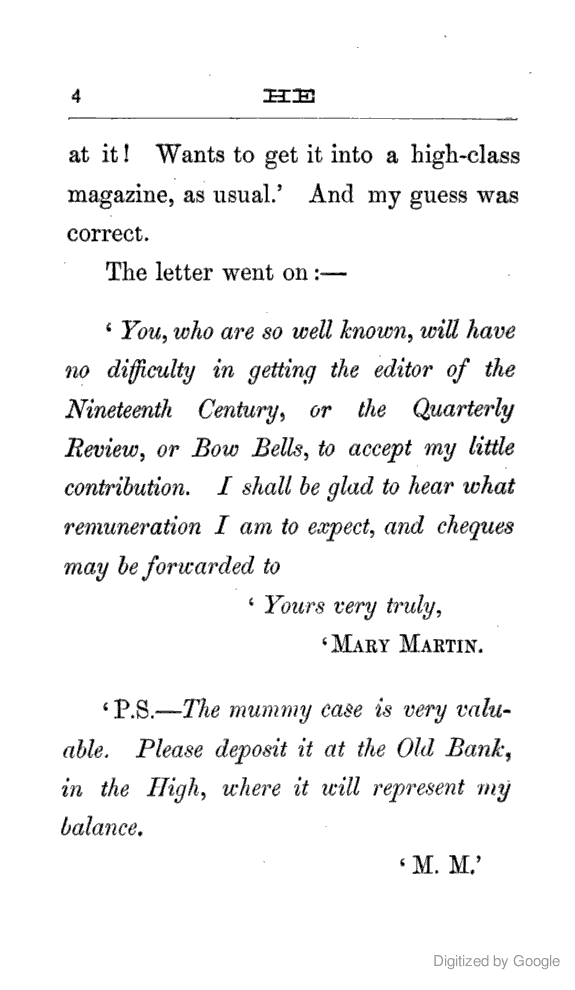 4 HE
at it! Wants to get it into a high-class
magazine, as usual.' And my guess was
correct.
The letter went on :—
' You, who are so well known, will have
no difficulty in getting the editor of the
Nineteenth Century, or the Quarterly
Review, or Bow Bells, to accept my little
contribution. I shall be glad to hear what
remuneration I am to expect, and cheques
may be forwarded to
' Yours very truly,
' MARY MARTIN.
' P.S.—The mummy case is very valu-
able. Please deposit it at the Old Bank,
in the High, where it will represent my
balance.
' M. M.'
Digitized by Google